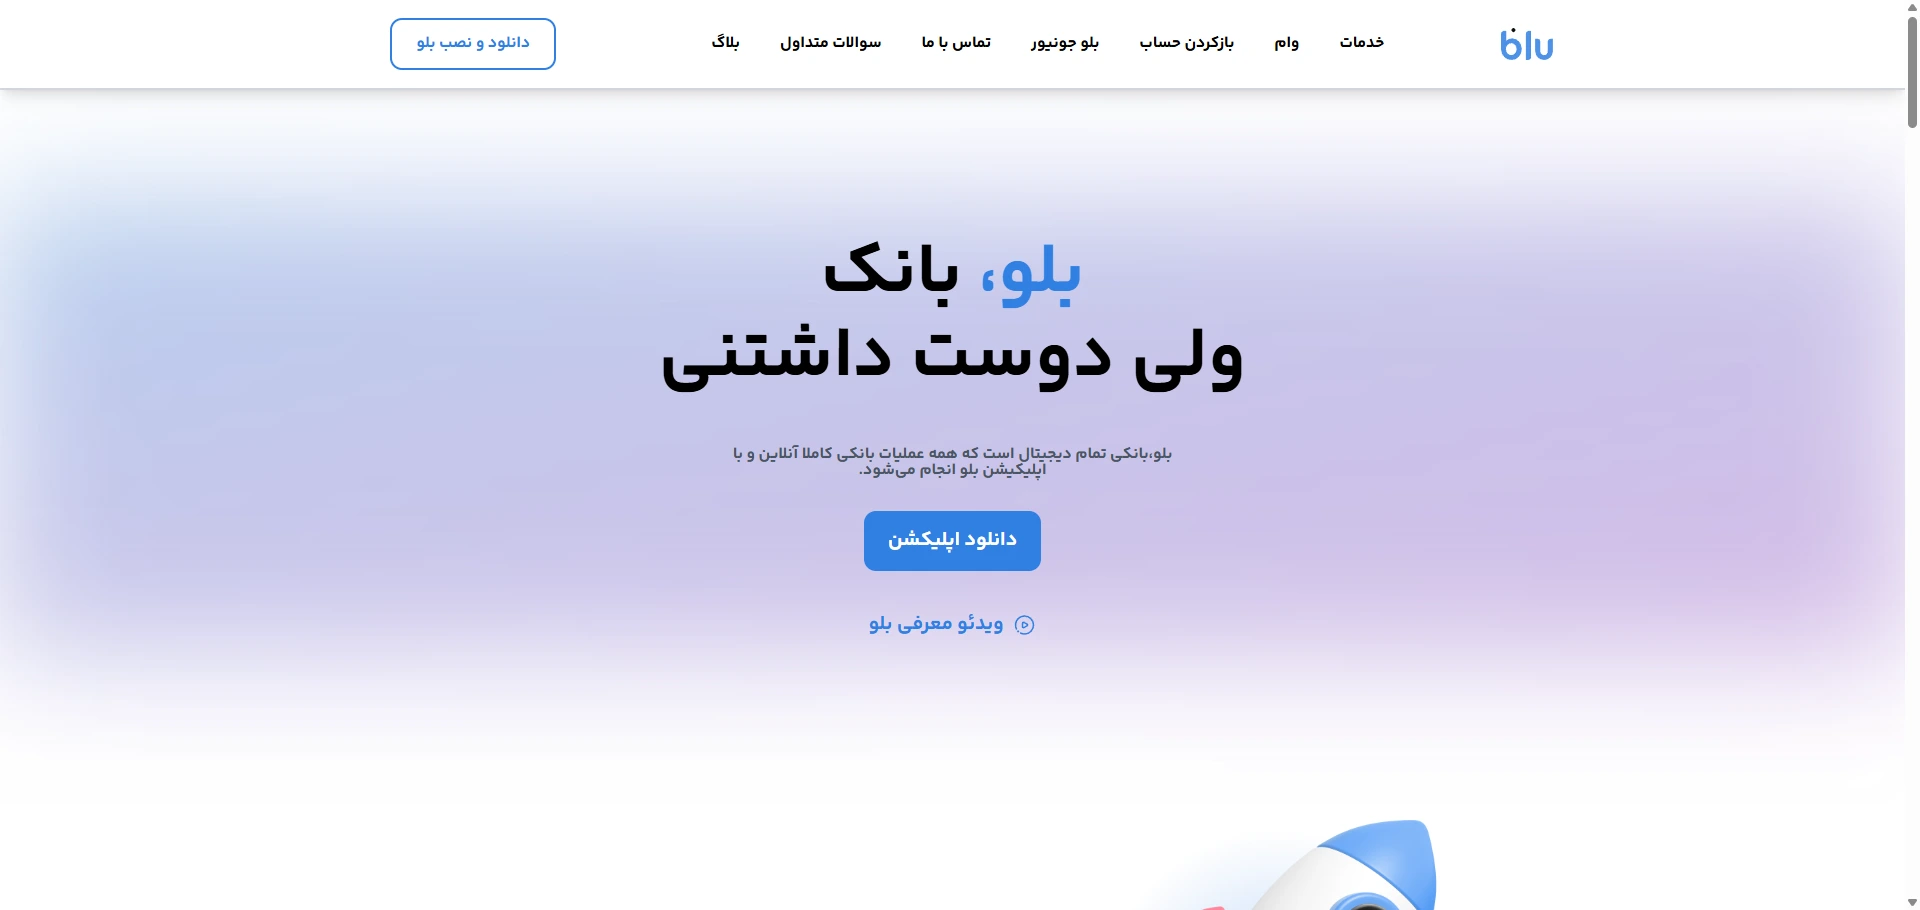 blu
خدمات
وام
بازکردن حساب
بلو جونیور
تماس با ما
سوالات متداول
بلاگ
دانلود و نصب بلو
بلو، بانک
ولی دوست داشتنی
بلو،بانکی تمام دیجیتال است که همه عملیات بانکی کاملا آنلاین و با
اپلیکیشن بلو انجام می‌شود.
دانلود اپلیکشن
ویدئو معرفی بلو